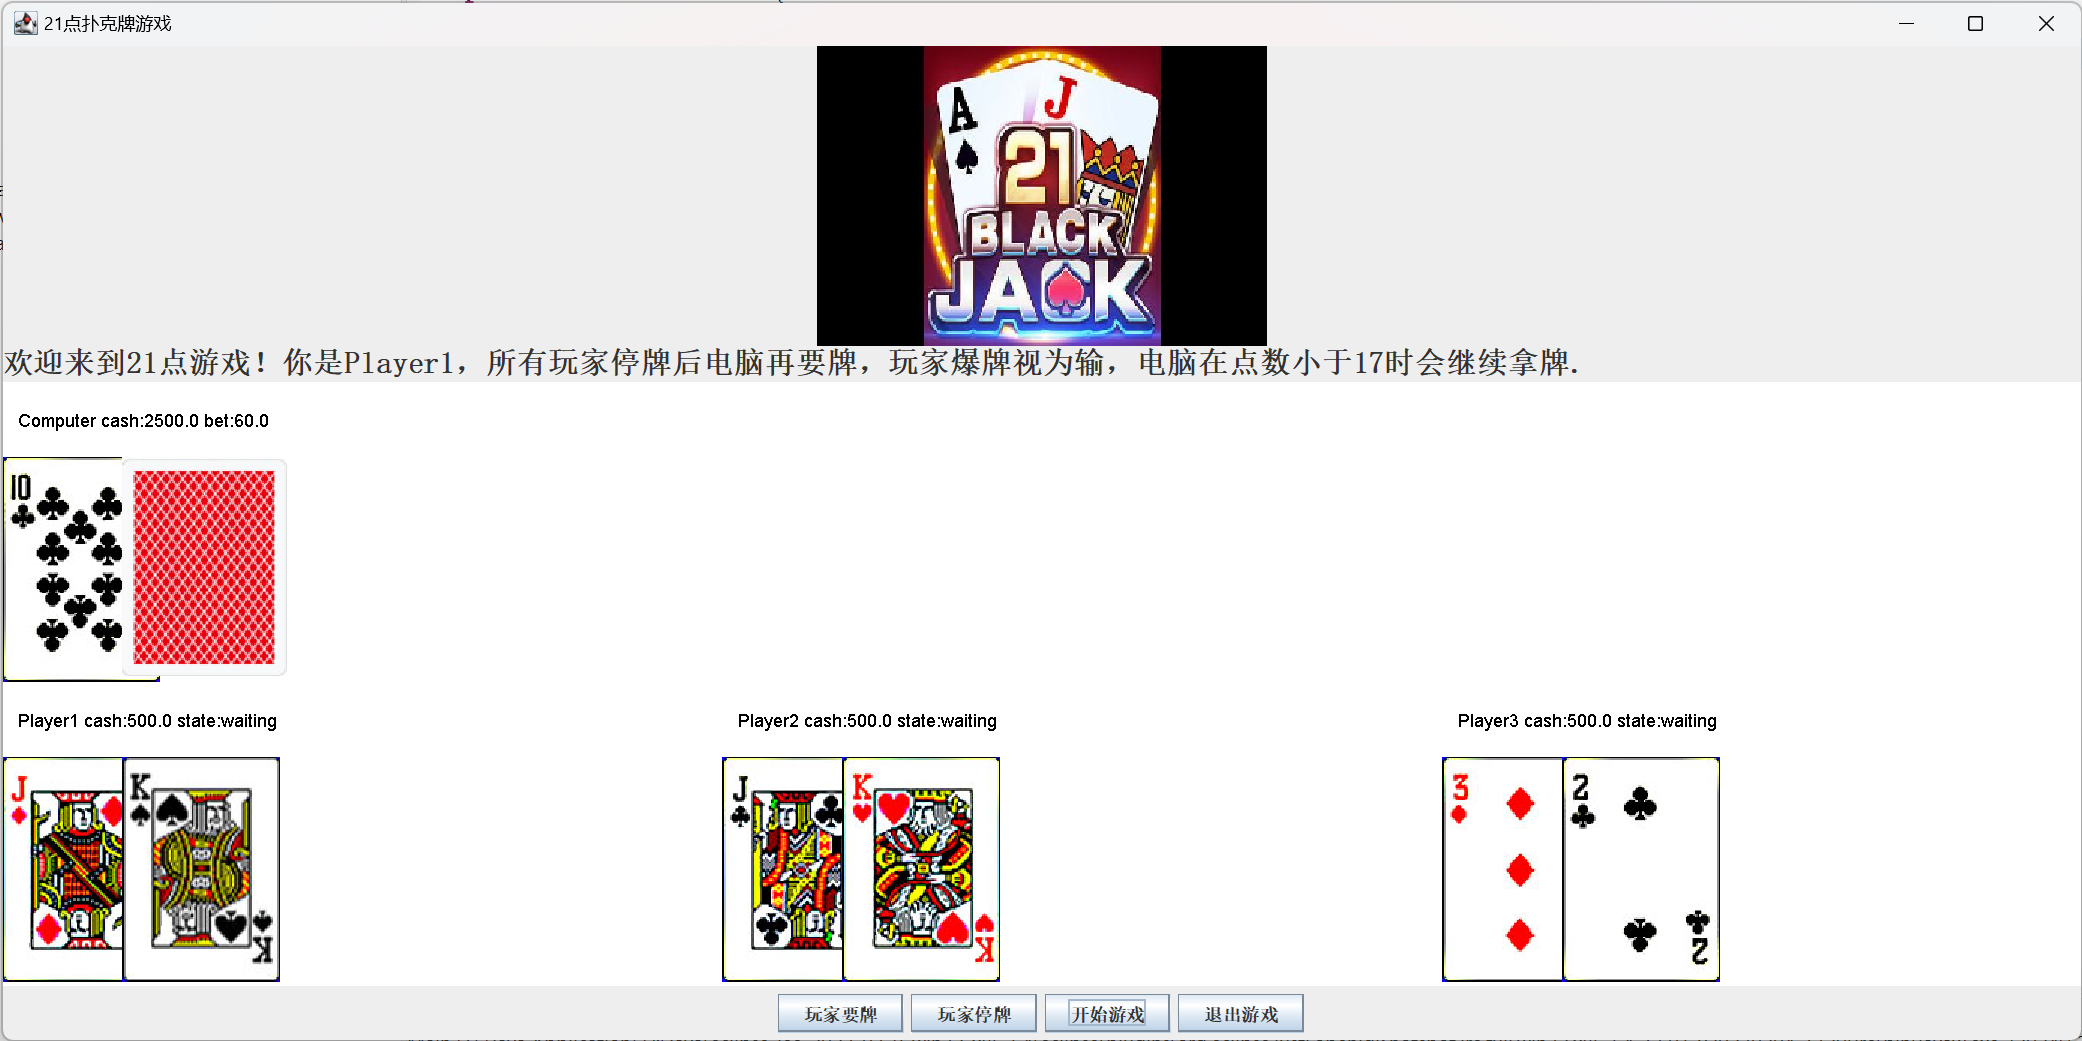 21点扑克牌游戏
A
J
21
BLACK
JACK
欢迎来到21点游戏！你是Player1，所有玩家停牌后电脑再要牌，玩家爆牌视为输，电脑在点数小于17时会继续拿牌.
Computer cash:2500.0 bet:60.0
10
Player1 cash:500.0 state:waiting
Player2 cash:500.0 state:waiting
Player3 cash:500.0 state:waiting
J
K
K
J
K
K
3
2
2
玩家要牌
玩家停牌
开始游戏
退出游戏